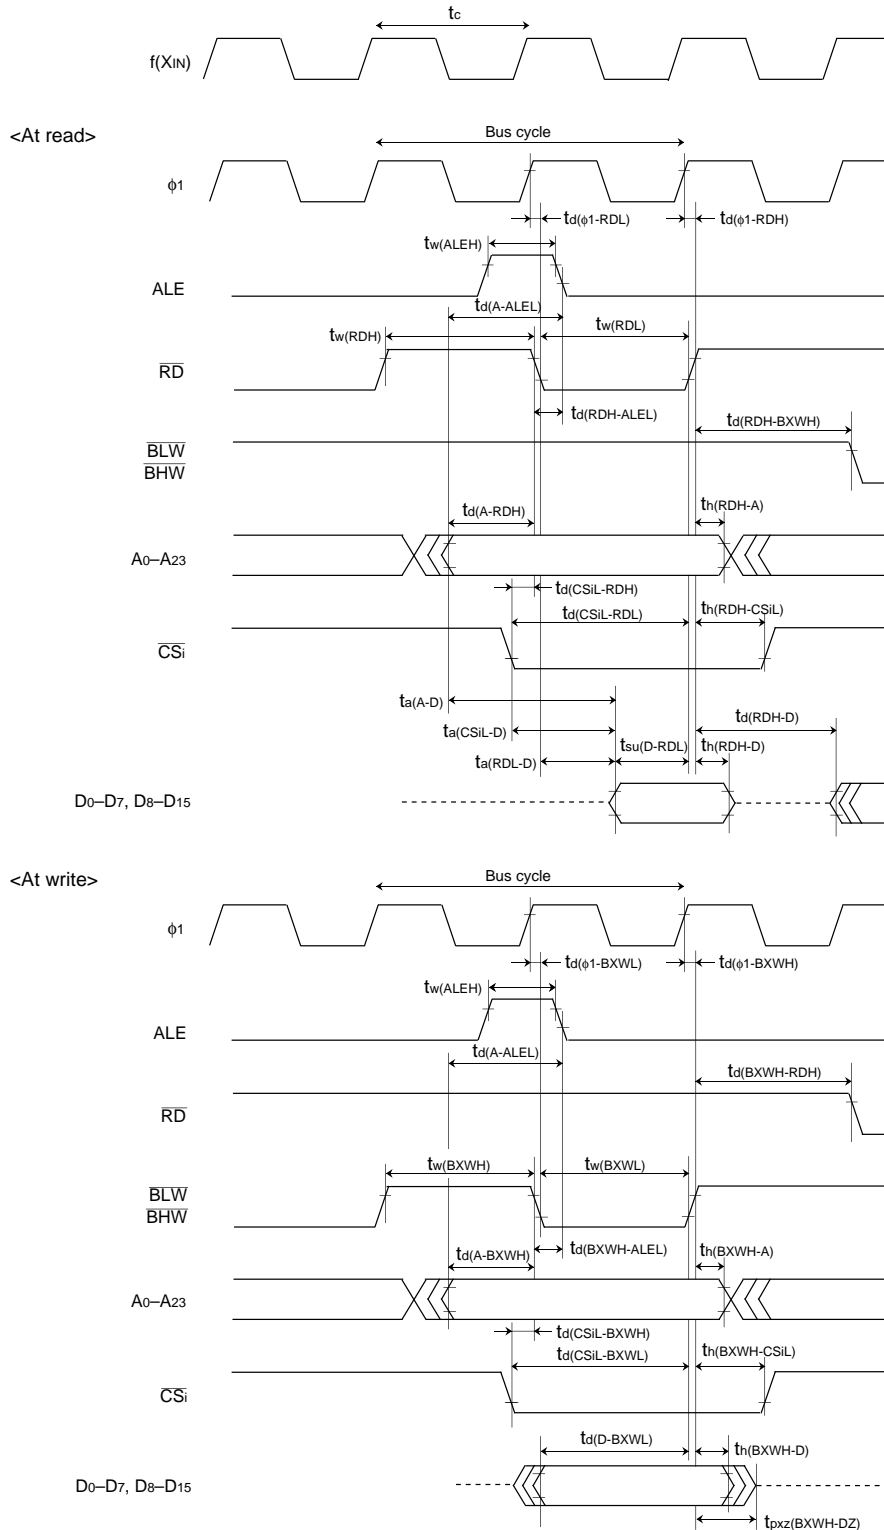 tc
f(XIN)
<At read>
Bus cycle
ϕ1
td(ϕ1-RDL)
td(ϕ1-RDH)
tw(ALEH)
ALE
td(A-ALEL)
tw(RDH)
tw(RDL)
RD
td(RDH-ALEL)
td(RDH-BXWH)
BLW
BHW
td(A-RDH)
th(RDH-A)
A0–A23
td(CSiL-RDH)
td(CSiL-RDL)
th(RDH-CSiL)
CSi
ta(A-D)
td(RDH-D)
ta(CSiL-D)
tsu(D-RDL)
th(RDH-D)
ta(RDL-D)
D0–D7, D8–D15
<At write>
Bus cycle
ϕ1
td(ϕ1-BXWL)
td(ϕ1-BXWH)
tw(ALEH)
ALE
td(A-ALEL)
td(BXWH-RDH)
RD
tw(BXWH)
tw(BXWL)
BLW
BHW
td(A-BXWH)
td(BXWH-ALEL)
th(BXWH-A)
A0–A23
td(CSiL-BXWH)
td(CSiL-BXWL)
th(BXWH-CSiL)
CSi
td(D-BXWL)
th(BXWH-D)
D0–D7, D8–D15
tpxz(BXWH-DZ)